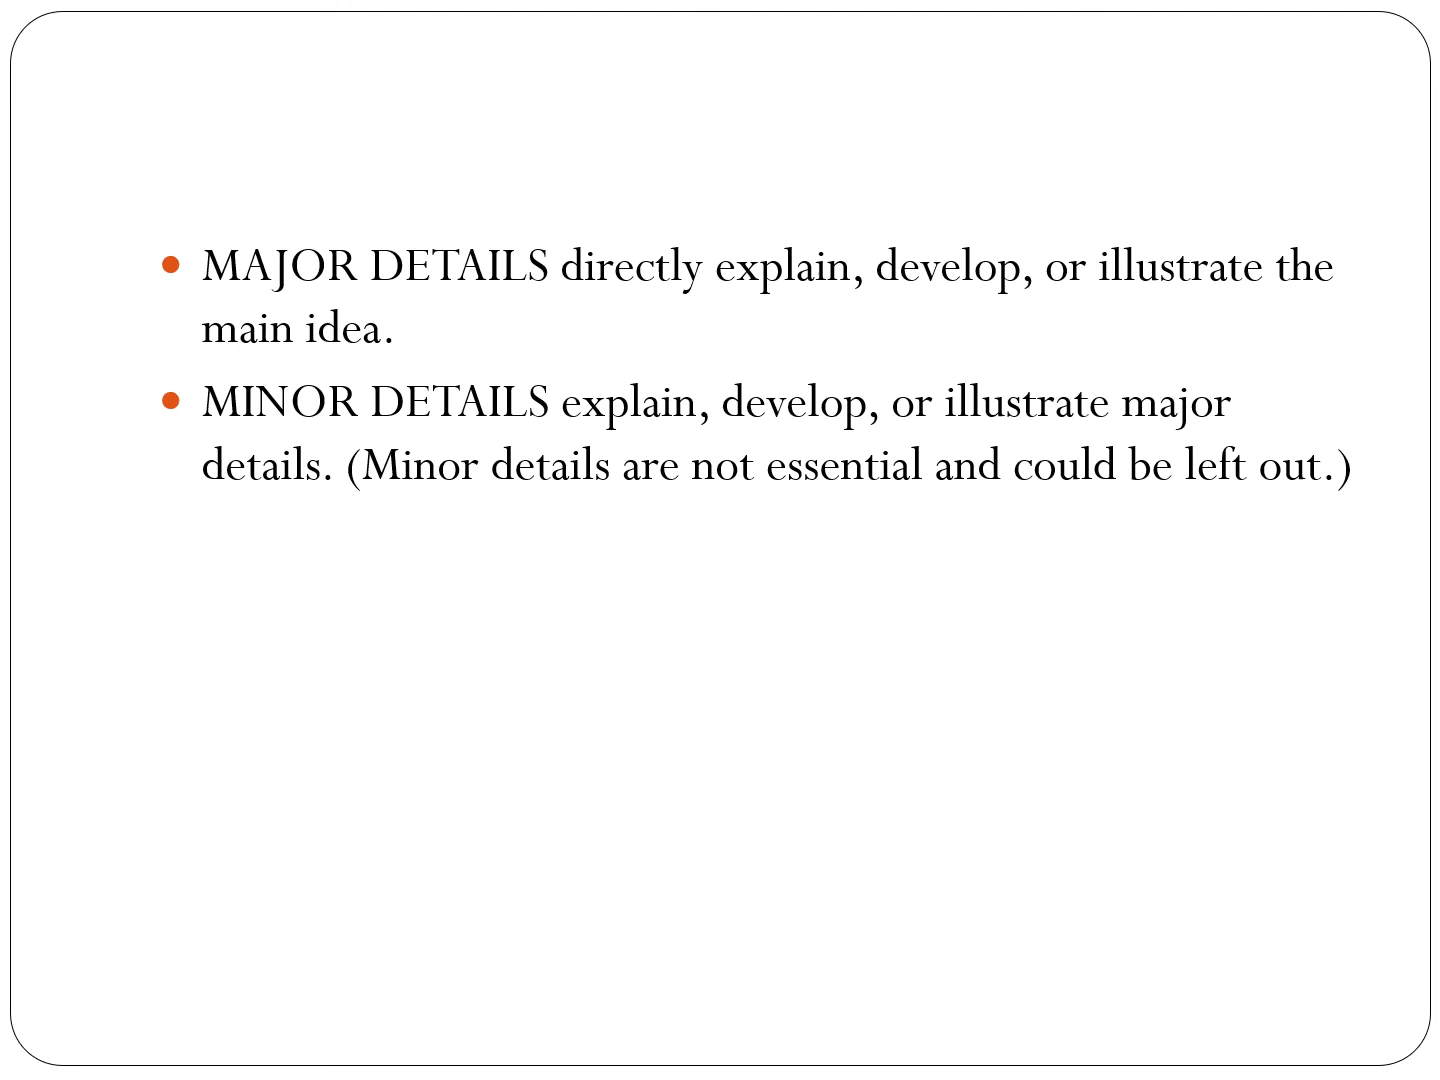 • MAJOR DETAILS directly explain, develop, or illustrate the
main idea.
• MINOR DETAILS explain, develop, or illustrate major
details. (Minor details are not essential and could be left out.)